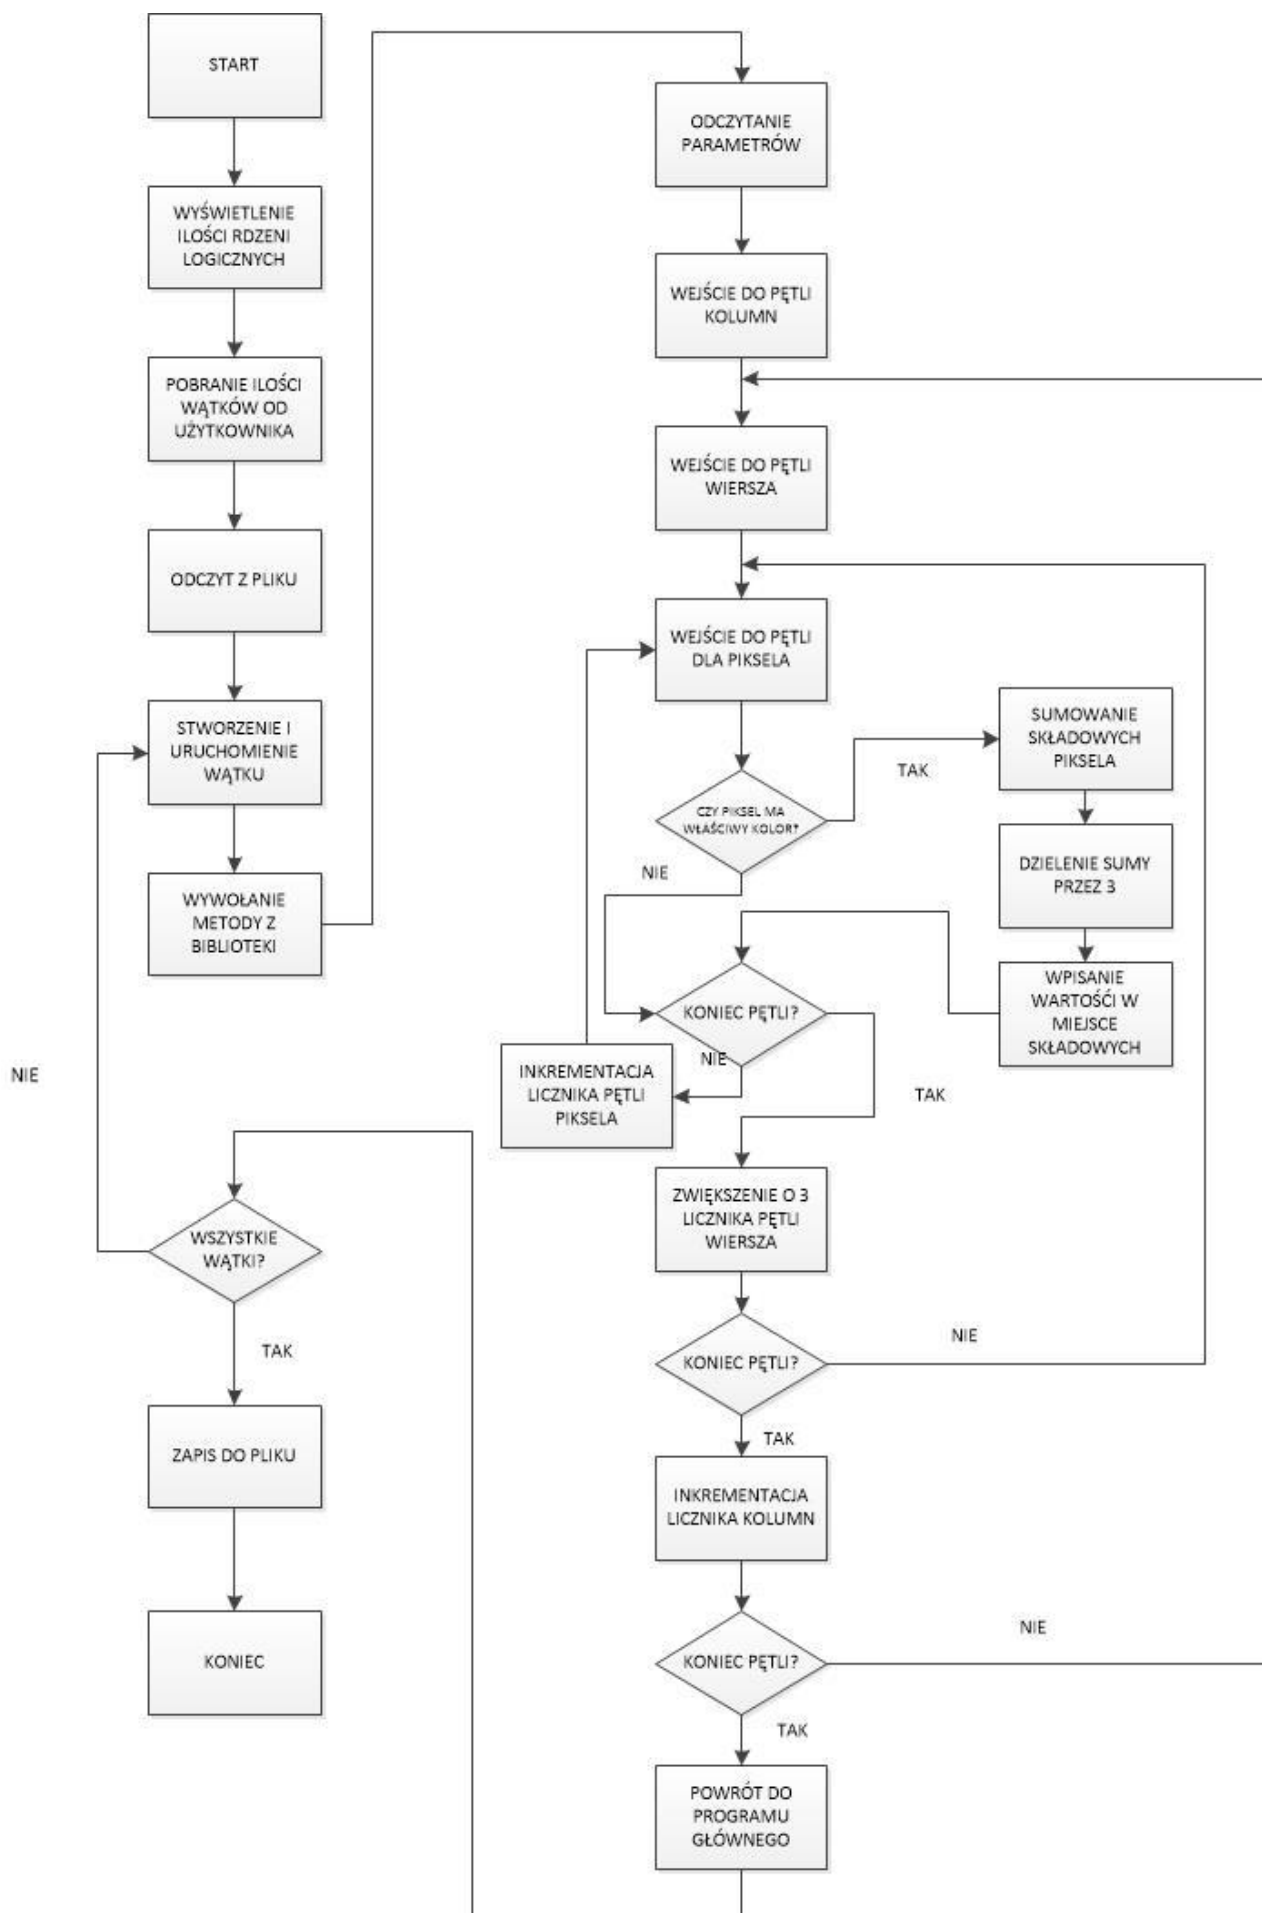 START
WYŚWIETLENIE
ILOŚCI RDZENI
LOGICZNYCH
POBRANIE ILOŚCI
WĄTKÓW OD
UŻYTKOWNIKA
ODCZYT Z PLIKU
STWORZENIE I
URUCHOMIENIE
WĄTKU
WYWOŁANIE
METODY Z
BIBLIOTEKI
NIE
WSZYSTKIE
WĄTKI?
TAK
ZAPIS DO PLIKU
KONIEC
ODCZYTANIE
PARAMETRÓW
WEJŚCIE DO PĘTLI
KOLUMN
WEJŚCIE DO PĘTLI
WIERSZA
WEJŚCIE DO PĘTLI
DLA PIKSELA
CZY PIKSEL MA
WŁAŚCIWY KOLOR?
TAK
NIE
SUMOWANIE
SKŁADOWYCH
PIKSELA
DZIELENIE SUMY
PRZEZ 3
WPISANIE
WARTOŚĆI W
MIEJSCE
SKŁADOWYCH
KONIEC PĘTLI?
NIE
INKREMENTACJA
LICZNIKA PĘTLI
PIKSELA
TAK
ZWIĘKSZENIE O 3
LICZNIKA PĘTLI
WIERSZA
KONIEC PĘTLI?
NIE
TAK
INKREMENTACJA
LICZNIKA KOLUMN
KONIEC PĘTLI?
NIE
TAK
POWRÓT DO
PROGRAMU
GŁÓWNEGO